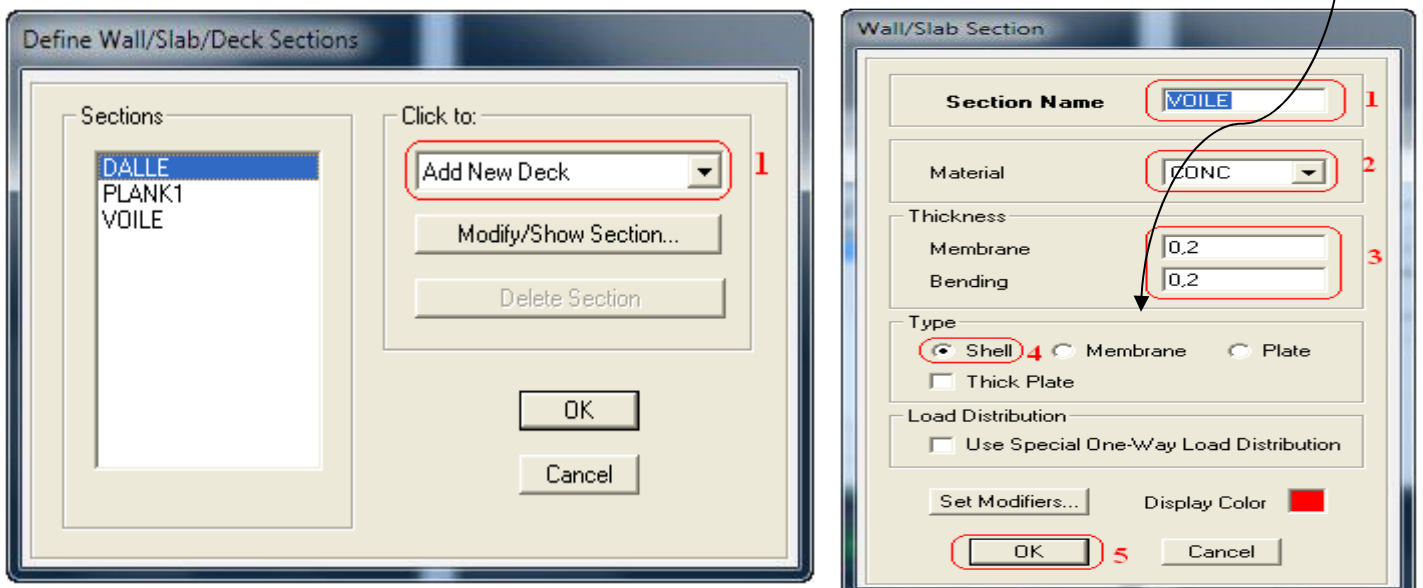 Define Wall/Slab/Deck Sections
Sections
DALLE
PLANK1
VOILE
Click to:
Add New Deck
1
Modify/Show Section...
Delete Section
OK
Cancel
Wall/Slab Section
Section Name
VOILE
1
Material
CONC
2
Thickness
Membrane
0,2
Bending
0,2
3
Type
Shell
4
Membrane
Plate
Thick Plate
Load Distribution
Use Special One-Way Load Distribution
Set Modifiers...
Display Color
OK
5
Cancel